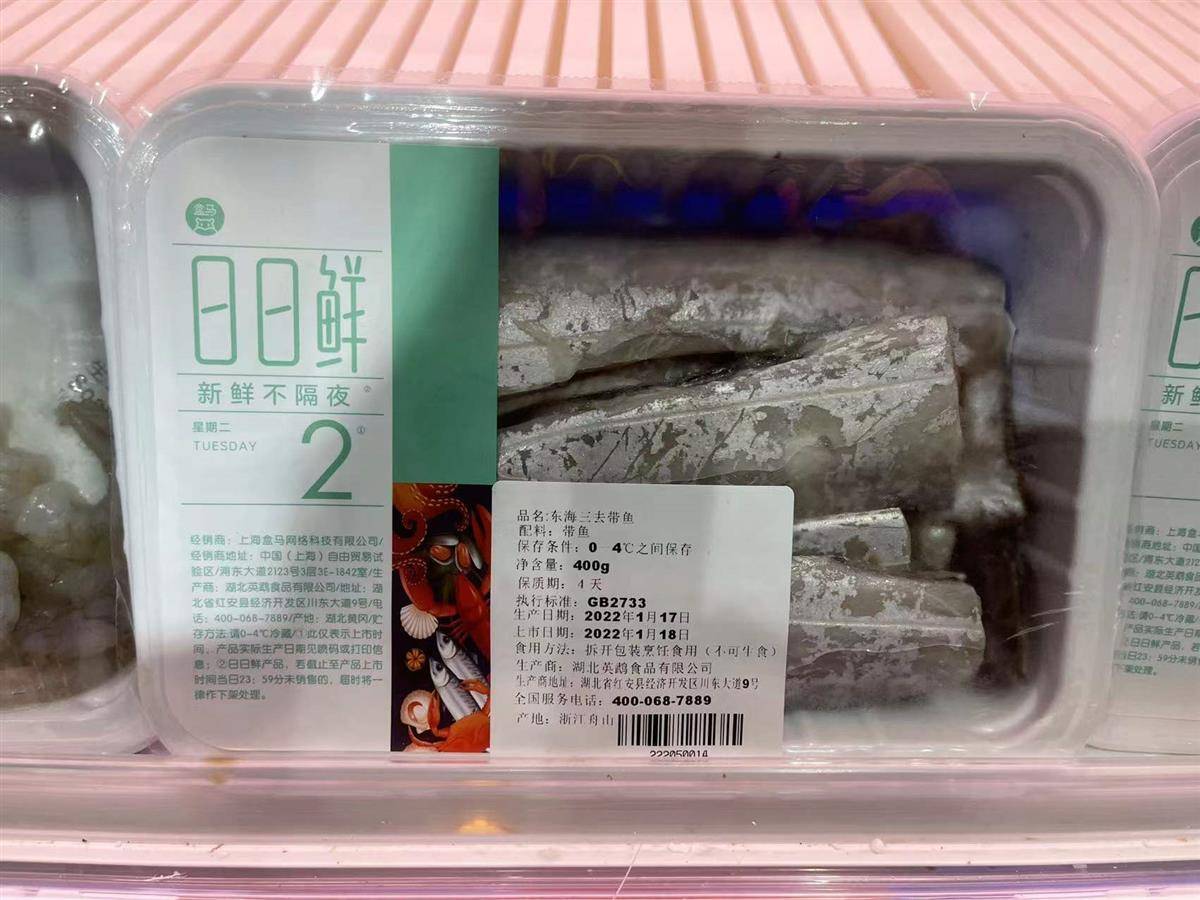 盒马
日日鲜
新鲜不隔夜②
星期二
TUESDAY
2①
经销商：上海盒马网络科技有限公司/
经销商地址：中国（上海）自由贸易试
验区/浦东大道2123号3层3E-1842室/生
产商：湖北英鹉食品有限公司/地址：湖
北省红安县经济开发区川东大道9号/电
话：400-068-7889/产地：湖北黄冈/贮
存方法:请0-4℃冷藏/①此仅表示上市时
间，产品实际生产日期见喷码或打印信
息；②日日鲜产品，若截止至产品上市
时间当日23：59分未销售的，届时将一
律作下架处理。
品名:东海三去带鱼
配料：带鱼
保存条件：0-4℃之间保存
净含量：400g
保质期：4天
执行标准：GB2733
生产日期：2022年1月17日
上市日期：2022年1月18日
食用方法：拆开包装烹饪食用（不可生食）
生产商：湖北英鹉食品有限公司
生产商地址：湖北省红安县经济开发区川东大道9号
全国服务电话：400-068-7889
产地：浙江舟山
222050014
新鲜
星期二
TUESDAY